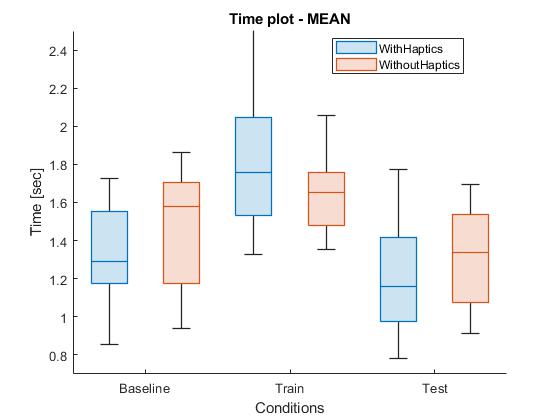 Time plot - MEAN
WithHaptics
WithoutHaptics
2.4
2.2
2
1.8
1.6
1.4
1.2
1
0.8
Time [sec]
Baseline Train Test
Conditions